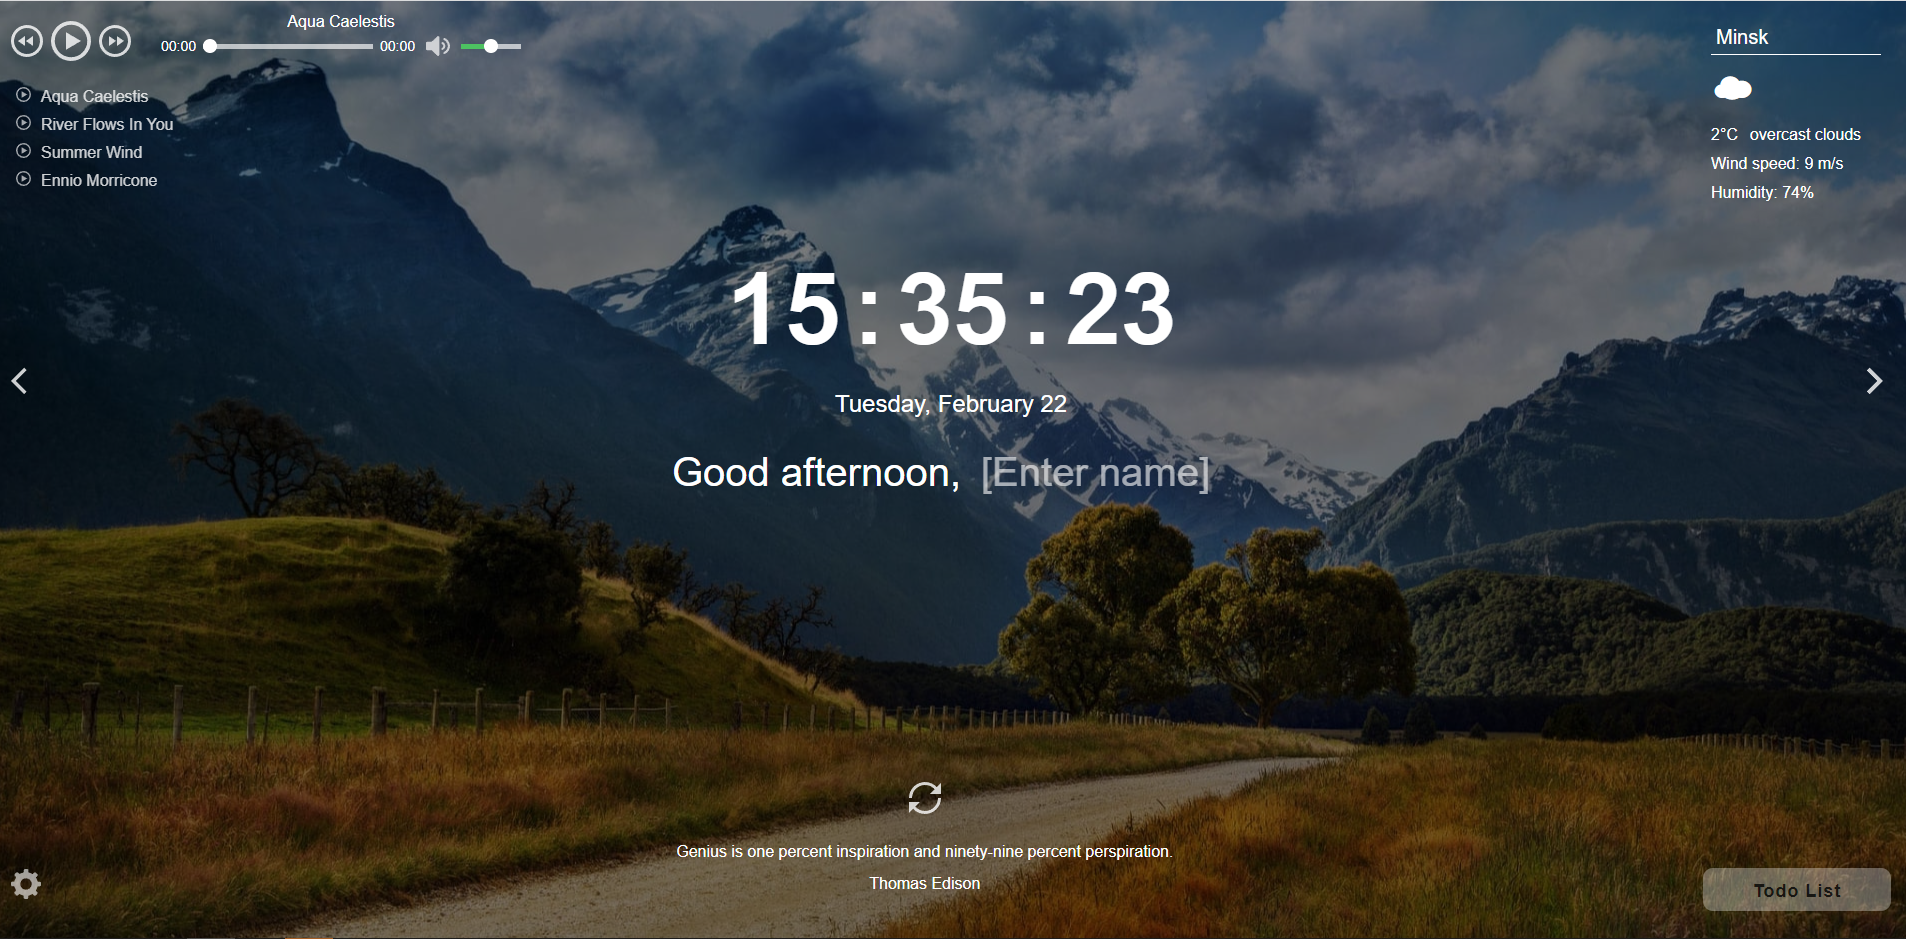 Aqua Caelestis
00:00 00:00
Aqua Caelestis
River Flows In You
Summer Wind
Ennio Morricone
Minsk
2°C overcast clouds
Wind speed: 9 m/s
Humidity: 74%
15:35:23
Tuesday, February 22
Good afternoon, [Enter name]
Genius is one percent inspiration and ninety-nine percent perspiration.
Thomas Edison
Todo List